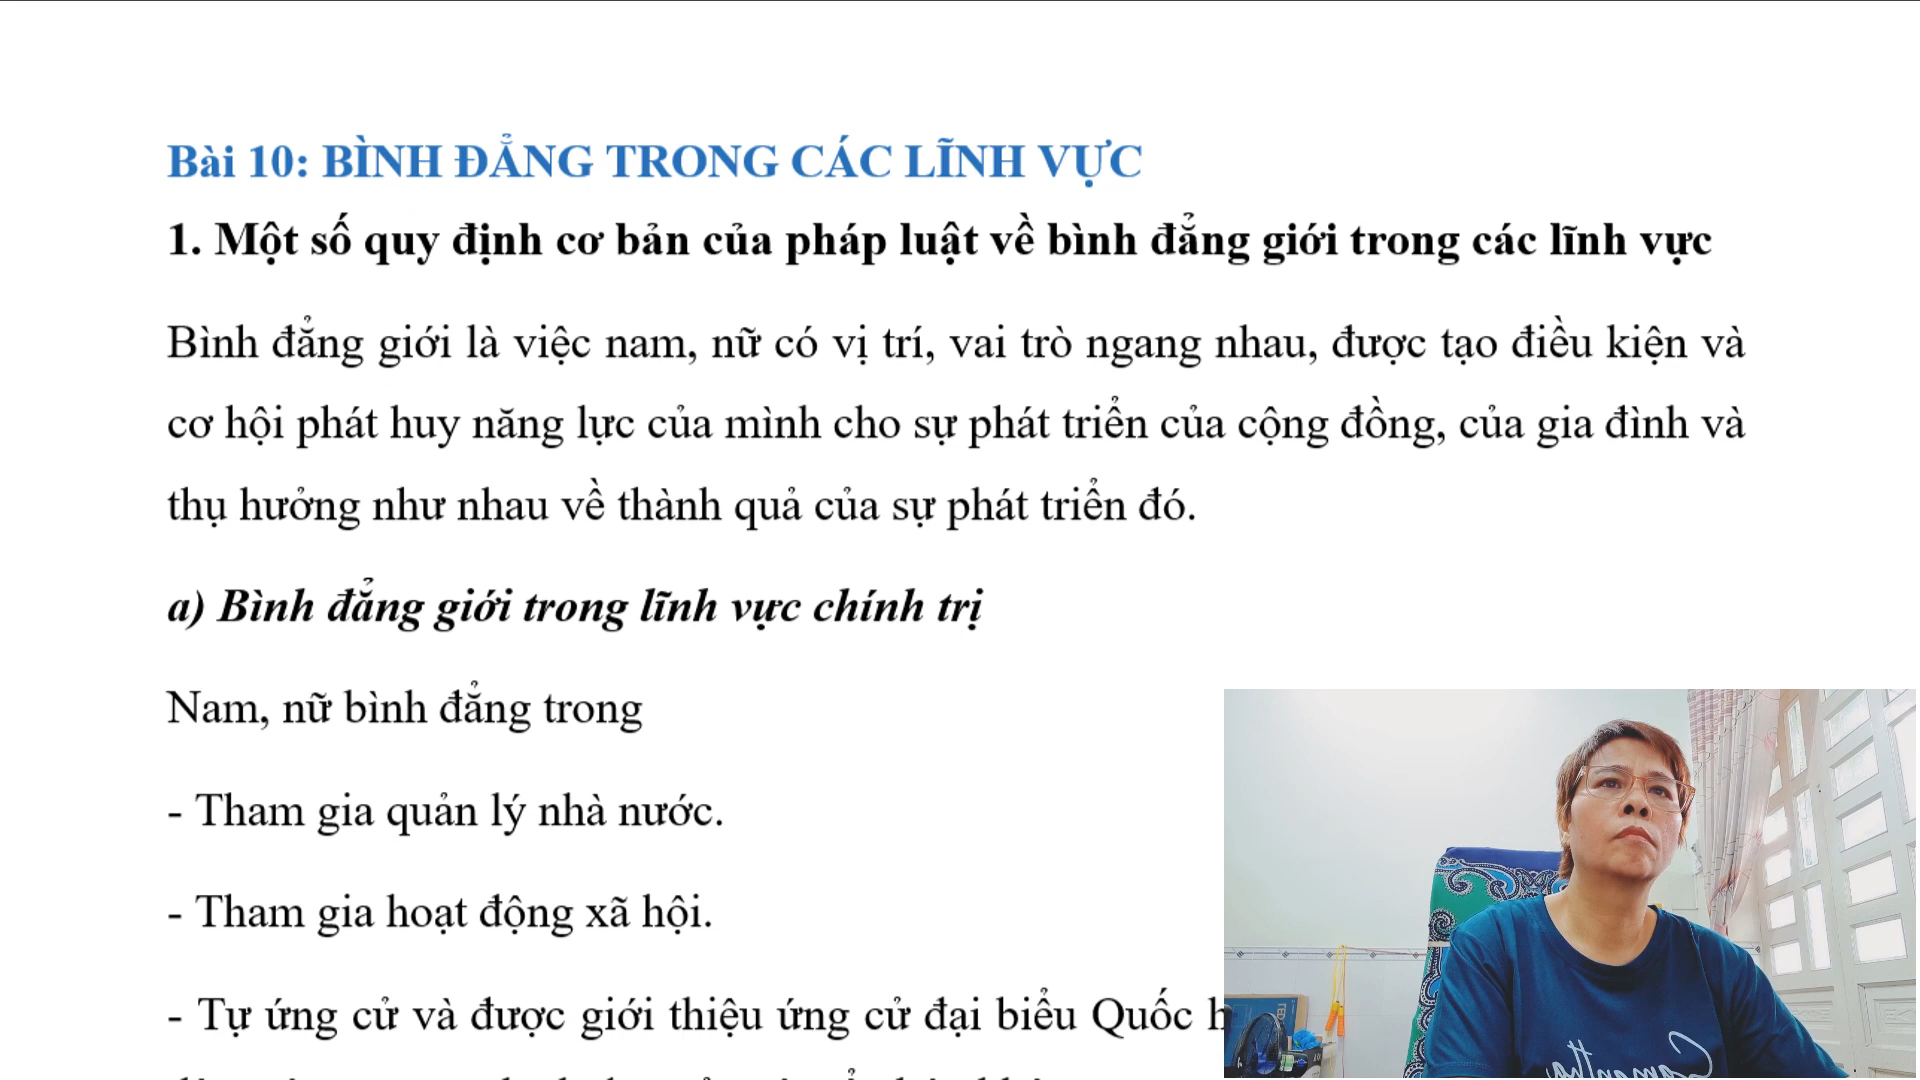 Bài 10: BÌNH ĐẲNG TRONG CÁC LĨNH VỰC
1. Một số quy định cơ bản của pháp luật về bình đẳng giới trong các lĩnh vực
Bình đẳng giới là việc nam, nữ có vị trí, vai trò ngang nhau, được tạo điều kiện và
cơ hội phát huy năng lực của mình cho sự phát triển của cộng đồng, của gia đình và
thụ hưởng như nhau về thành quả của sự phát triển đó.
a) Bình đẳng giới trong lĩnh vực chính trị
Nam, nữ bình đẳng trong
- Tham gia quản lý nhà nước.
- Tham gia hoạt động xã hội.
- Tự ứng cử và được giới thiệu ứng cử đại biểu Quốc